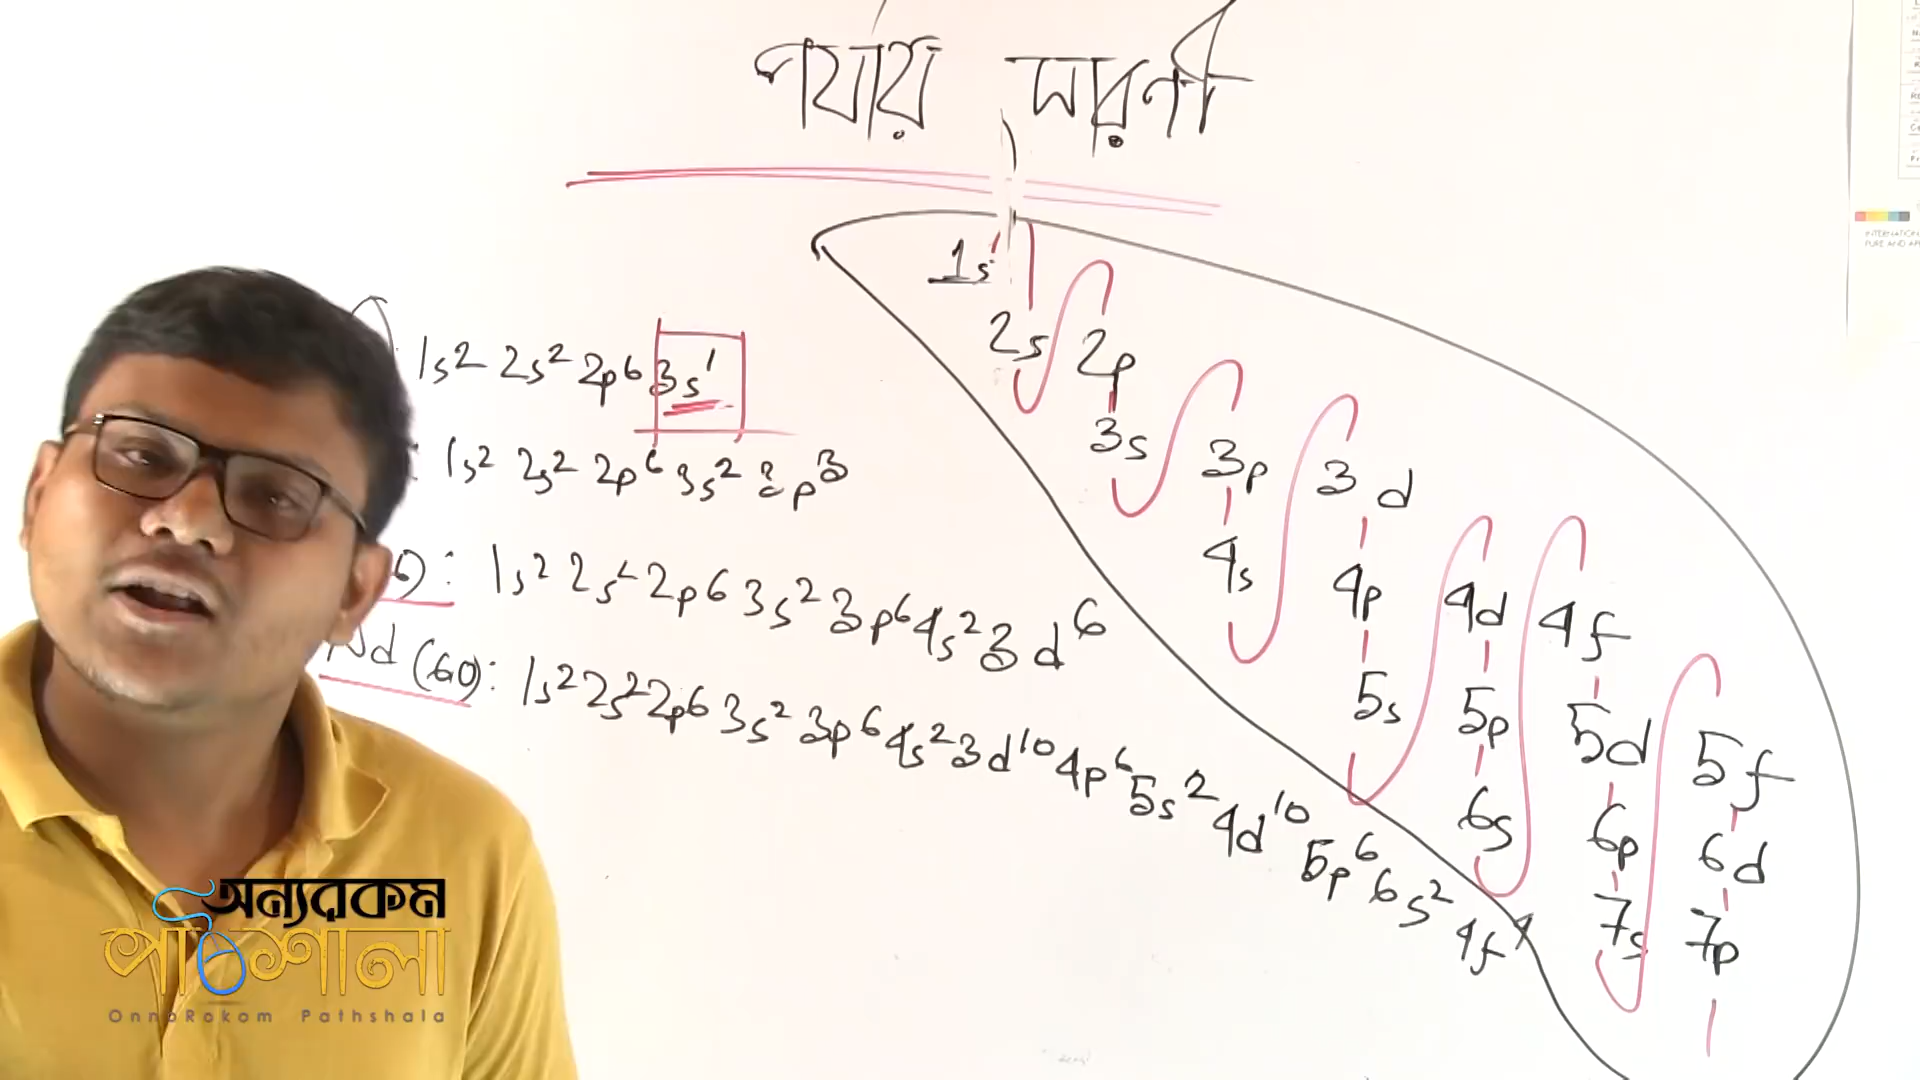 পর্যায় সারণী
1s
2s 2p
3s 3p 3d
4s 4p 4d 4f
5s 5p 5d 5f
6s 6p 6d
7s 7p
: 1s² 2s² 2p⁶ 3s¹
: 1s² 2s² 2p⁶ 3s² 3p³
): 1s² 2s² 2p⁶ 3s² 3p⁶ 4s² 3d⁶
Nd (60): 1s² 2s² 2p⁶ 3s² 3p⁶ 4s² 3d¹⁰ 4p⁶ 5s² 4d¹⁰ 5p⁶ 6s² 4f⁴
অন্যরকম
পাঠশালা
OnnoRokom Pathshala